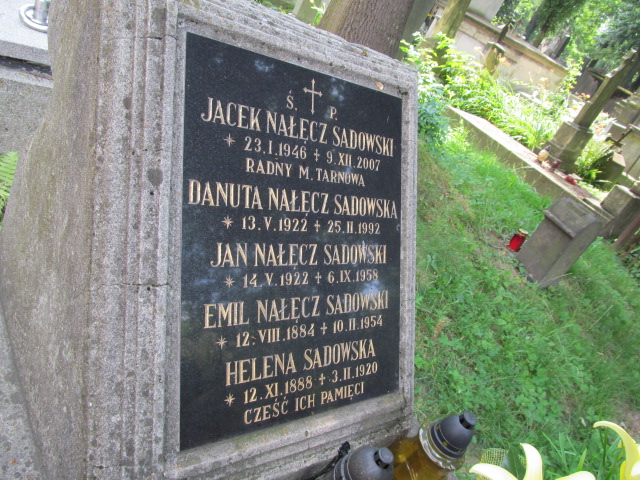 Ś. P.
JACEK NAŁĘCZ SADOWSKI
* 23.I.1946 + 9.XII.2007
RADNY M. TARNOWA
DANUTA NAŁĘCZ SADOWSKA
* 13.V.1922 + 25.II.1992
JAN NAŁĘCZ SADOWSKI
* 14.V.1922 + 6.IX.1958
EMIL NAŁĘCZ SADOWSKI
* 12.VIII.1884 + 10.II.1954
HELENA SADOWSKA
* 12.XI.1888 + 3.II.1920
CZEŚĆ ICH PAMIĘCI